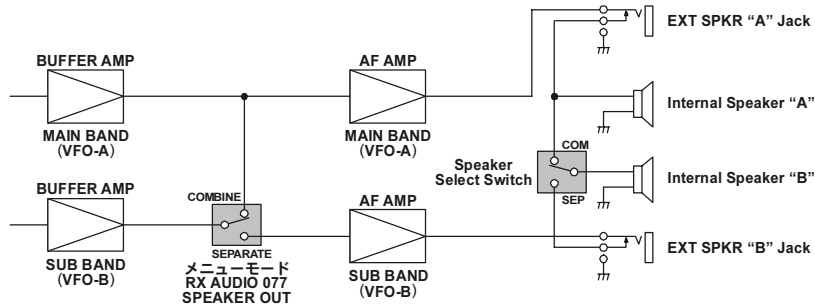 EXT SPKR “A” Jack
BUFFER AMP
AF AMP
Internal Speaker “A”
MAIN BAND
(VFO-A)
MAIN BAND
(VFO-A)
COM
Speaker
Select Switch
Internal Speaker “B”
SEP
BUFFER AMP
COMBINE
AF AMP
EXT SPKR “B” Jack
SEPARATE
SUB BAND
(VFO-B)
メニューモード
RX AUDIO 077
SPEAKER OUT
SUB BAND
(VFO-B)